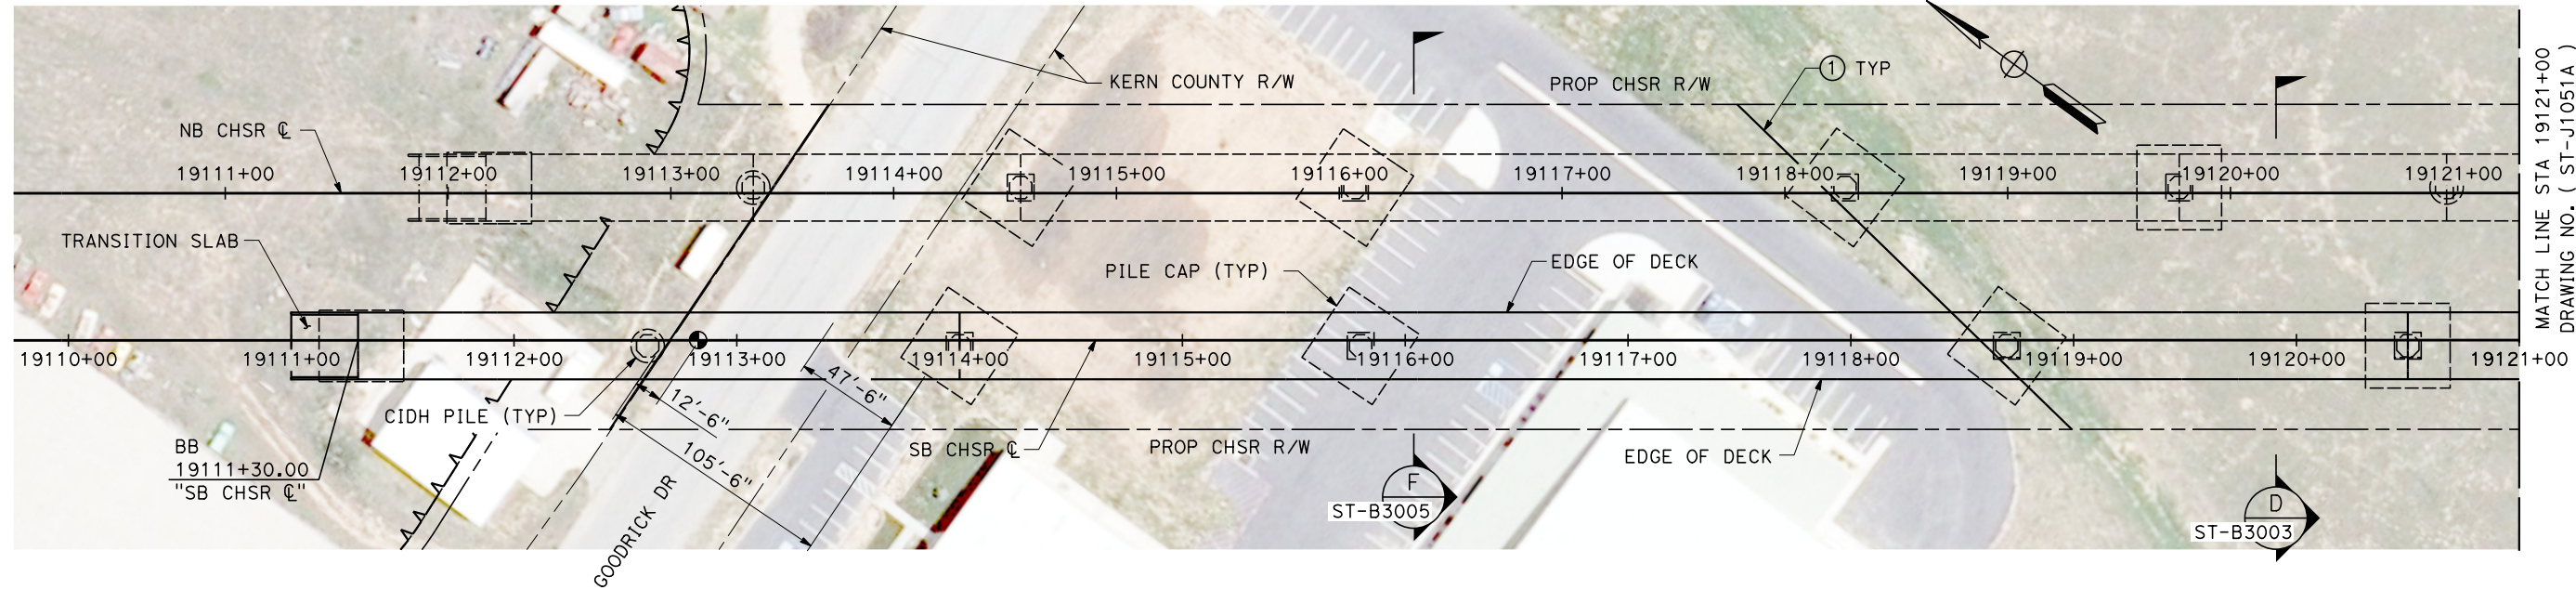 KERN COUNTY R/W
PROP CHSR R/W
1 TYP
NB CHSR ℄
19111+00 19112+00 19113+00 19114+00 19115+00 19116+00 19117+00 19118+00 19119+00 19120+00 19121+00
MATCH LINE STA 19121+00
DRAWING NO. ( ST-J1051A )
TRANSITION SLAB
PILE CAP (TYP)
EDGE OF DECK
19110+00 19111+00 19112+00 19113+00 19114+00 19115+00 19116+00 19117+00 19118+00 19119+00 19120+00 19121+00
47'-6"
12'-6"
105'-6"
CIDH PILE (TYP)
BB
19111+30.00
"SB CHSR ℄"
SB CHSR ℄
PROP CHSR R/W
EDGE OF DECK
GOODRICK DR
F
ST-B3005
D
ST-B3003